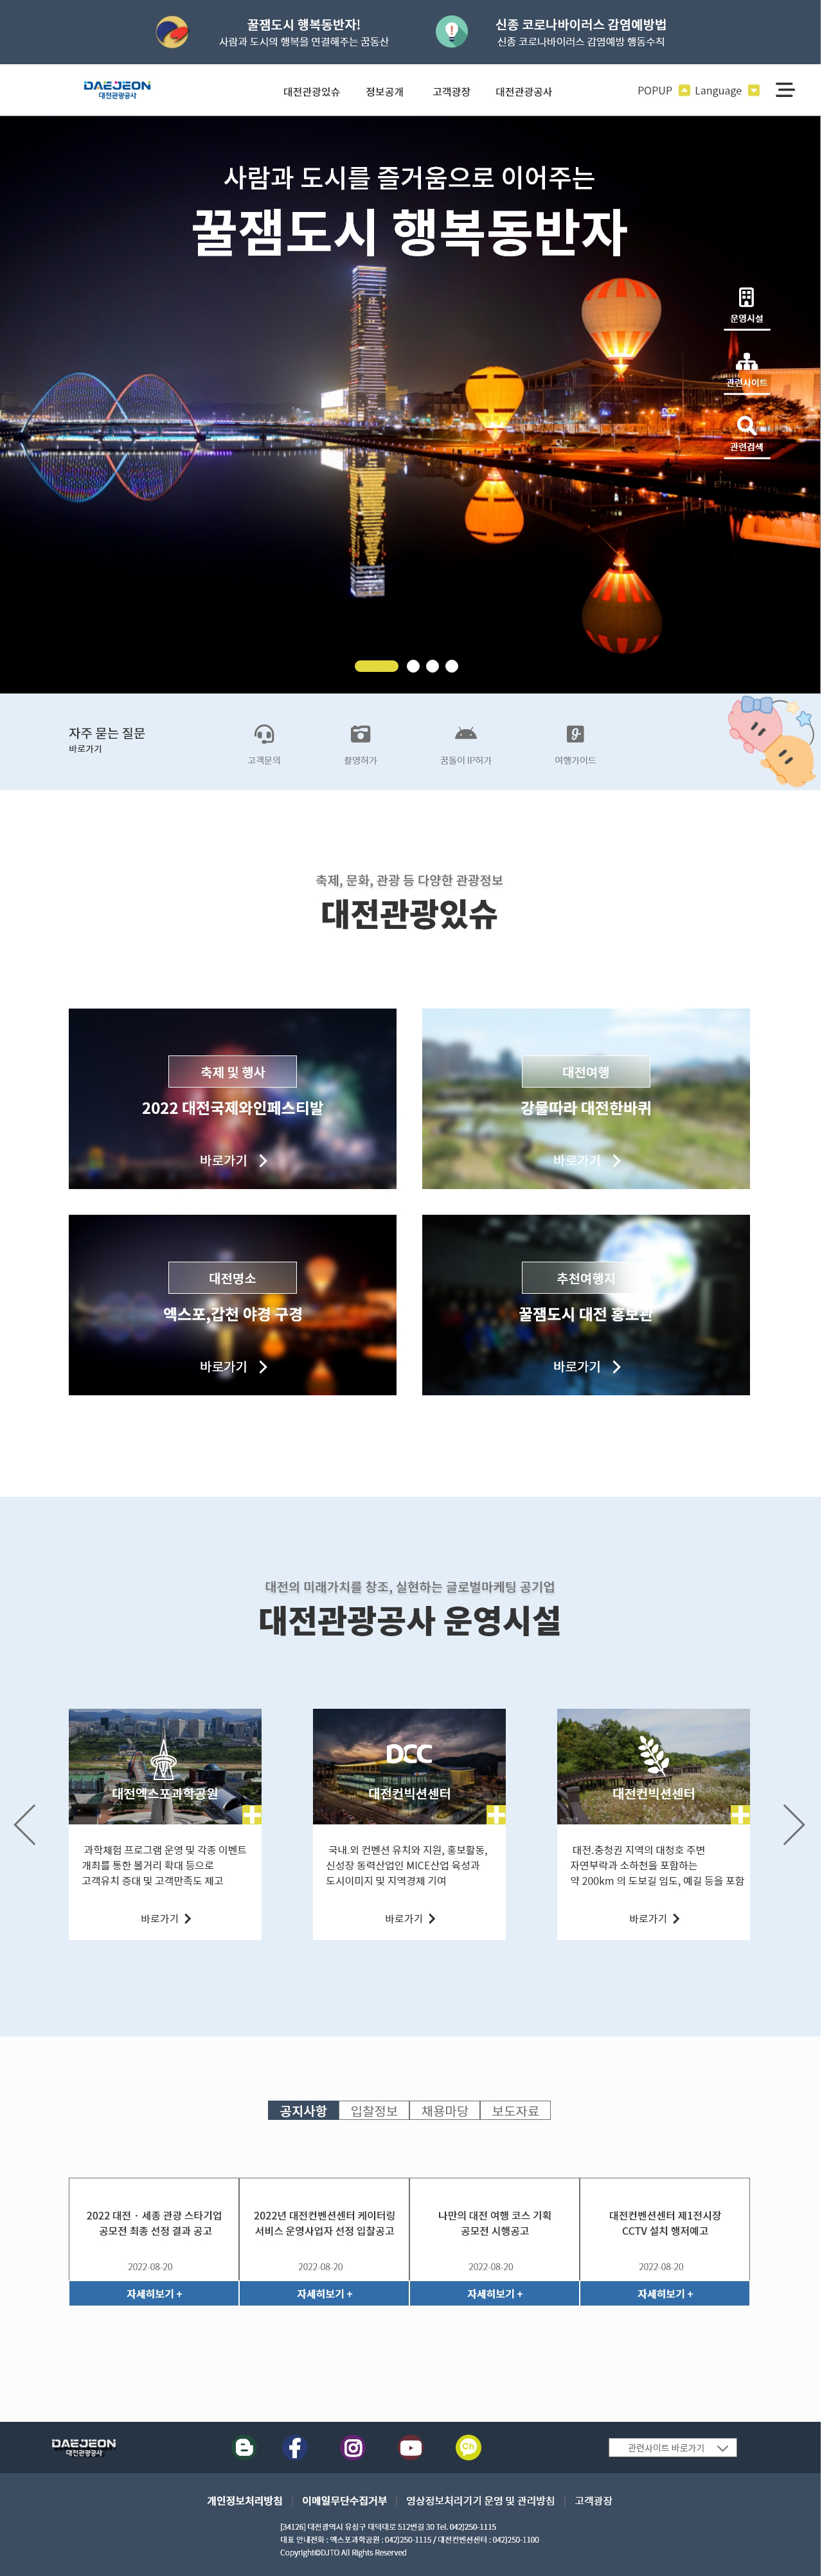 꿀잼도시 행복동반자!
사람과 도시의 행복을 연결해주는 꿈동산
신종 코로나바이러스 감염예방법
신종 코로나바이러스 감염예방 행동수칙
DAEJEON
대전관광공사
대전관광있슈
정보공개
고객광장
대전관광공사
POPUP
Language
사람과 도시를 즐거움으로 이어주는
꿀잼도시 행복동반자
운영시설
관련사이트
관련검색
DCC
자주 묻는 질문
바로가기
고객문의
촬영허가
꿈돌이 IP허가
여행가이드
축제, 문화, 관광 등 다양한 관광정보
대전관광있슈
축제 및 행사
2022 대전국제와인페스티발
바로가기
대전여행
강물따라 대전한바퀴
바로가기
대전명소
엑스포,갑천 야경 구경
바로가기
추천여행지
꿀잼도시 대전 홍보관
바로가기
대전의 미래가치를 창조, 실현하는 글로벌마케팅 공기업
대전관광공사 운영시설
대전엑스포과학공원
과학체험 프로그램 운영 및 각종 이벤트
개최를 통한 볼거리 확대 등으로
고객유치 증대 및 고객만족도 제고
바로가기
DCC
대전컨빅션센터
국내.외 컨벤션 유치와 지원, 홍보활동,
신성장 동력산업인 MICE산업 육성과
도시이미지 및 지역경제 기여
바로가기
대전컨빅션센터
대전.충청권 지역의 대청호 주변
자연부락과 소하천을 포함하는
약 200km 의 도보길 임도, 예길 등을 포함
바로가기
공지사항
입찰정보
채용마당
보도자료
2022 대전 · 세종 관광 스타기업
공모전 최종 선정 결과 공고
2022-08-20
자세히보기 +
2022년 대전컨벤션센터 케이터링
서비스 운영사업자 선정 입찰공고
2022-08-20
자세히보기 +
나만의 대전 여행 코스 기획
공모전 시행공고
2022-08-20
자세히보기 +
대전컨벤션센터 제1전시장
CCTV 설치 행저예고
2022-08-20
자세히보기 +
DAEJEON
대전관광공사
Ch
관련사이트 바로가기
개인정보처리방침
이메일무단수집거부
영상정보처리기기 운영 및 관리방침
고객광장
[34126] 대전광역시 유성구 대덕대로 512번길 30 Tel. 042)250-1115
대표 안내전화 : 엑스포과학공원 : 042)250-1115 / 대전컨벤션센터 : 042)250-1100
Copyright©DJTO All Rights Reserved